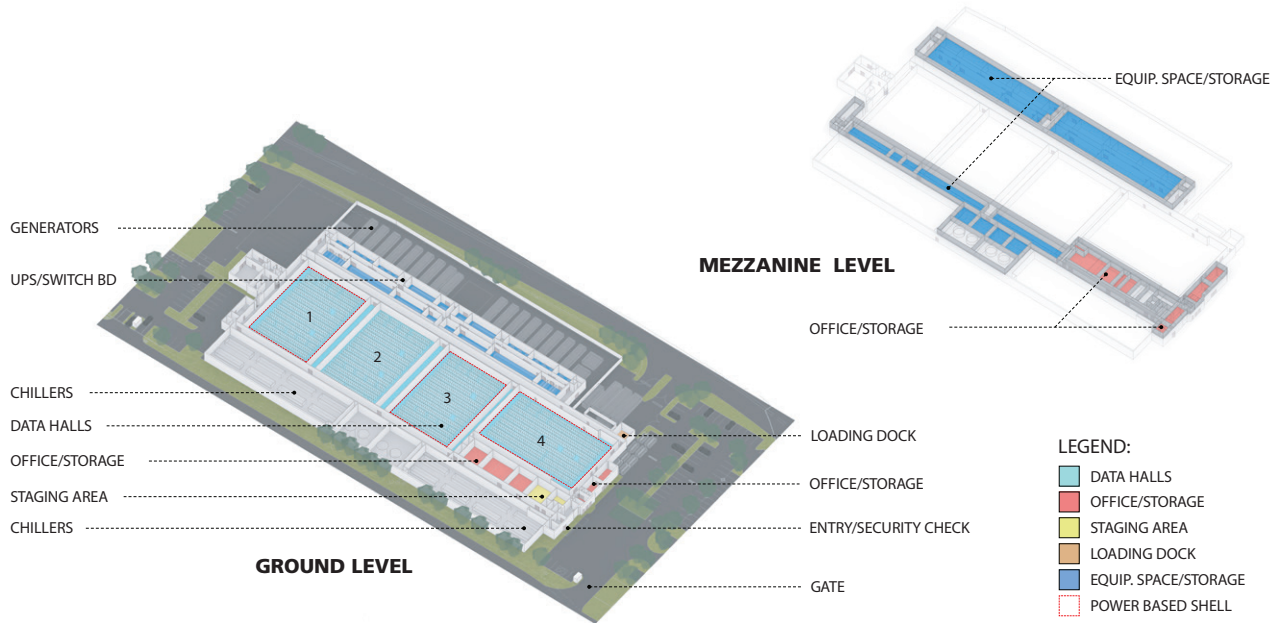 EQUIP. SPACE/STORAGE
MEZZANINE LEVEL
OFFICE/STORAGE
GENERATORS
UPS/SWITCH BD
CHILLERS
DATA HALLS
OFFICE/STORAGE
STAGING AREA
CHILLERS
1
2
3
4
GROUND LEVEL
LOADING DOCK
OFFICE/STORAGE
ENTRY/SECURITY CHECK
GATE
LEGEND:
DATA HALLS
OFFICE/STORAGE
STAGING AREA
LOADING DOCK
EQUIP. SPACE/STORAGE
POWER BASED SHELL